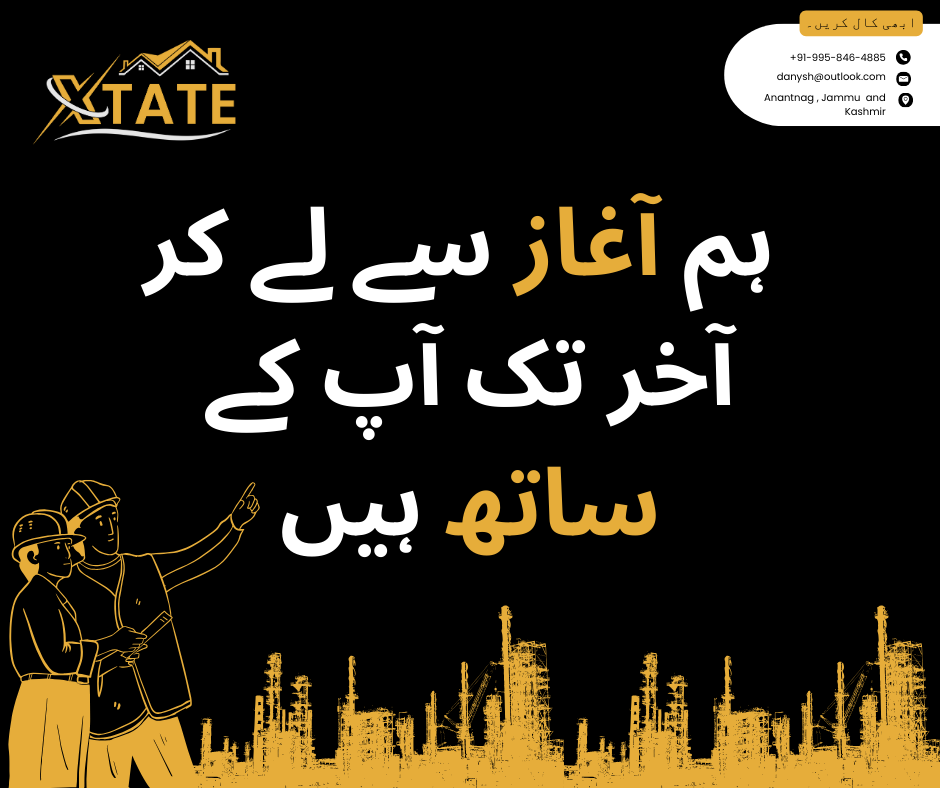 XTATE
ابھی کال کریں۔
+91-995-846-4885
danysh@outlook.com
Anantnag , Jammu and
Kashmir
ہم آغاز سے لے کر
آخر تک آپ کے
ساتھ ہیں